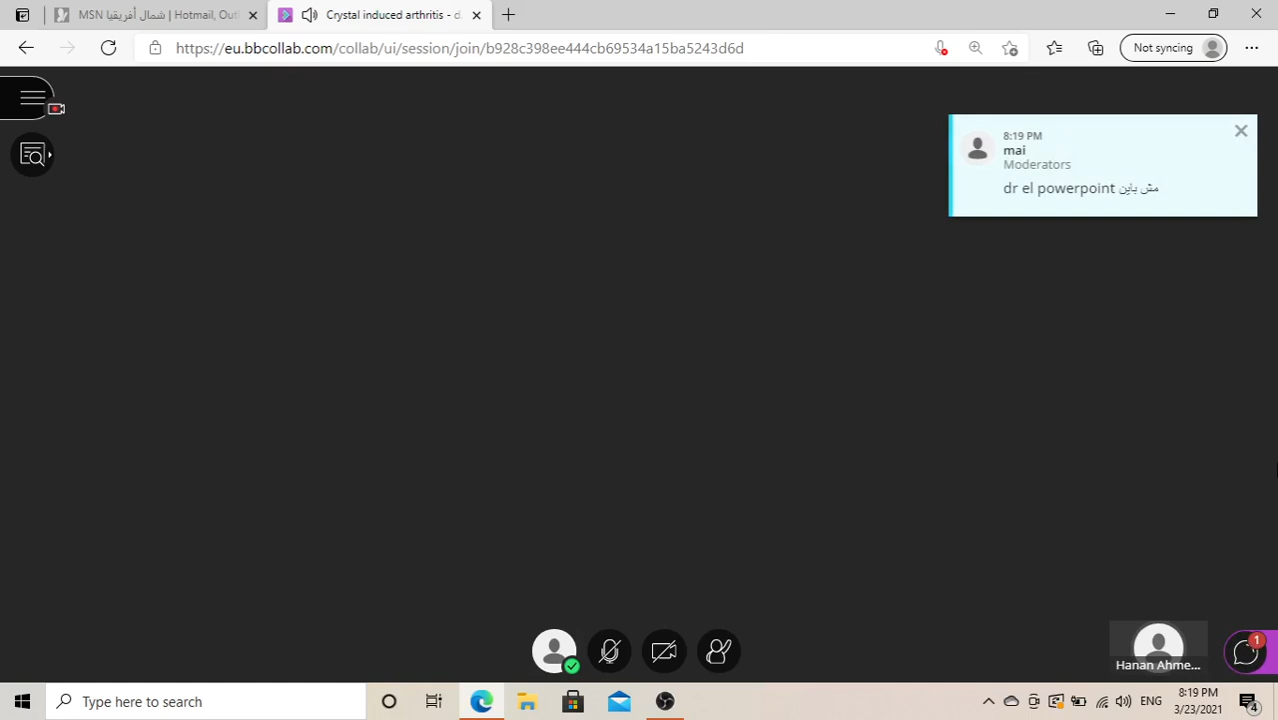 MSN شمال أفريقيا | Hotmail, Outl
Crystal induced arthritis - d
https://eu.bbcollab.com/collab/ui/session/join/b928c398ee444cb69534a15ba5243d6d
Not syncing
8:19 PM
mai
Moderators
dr el powerpoint مش باين
Hanan Ahme...
1
Type here to search
ENG
8:19 PM
3/23/2021
4